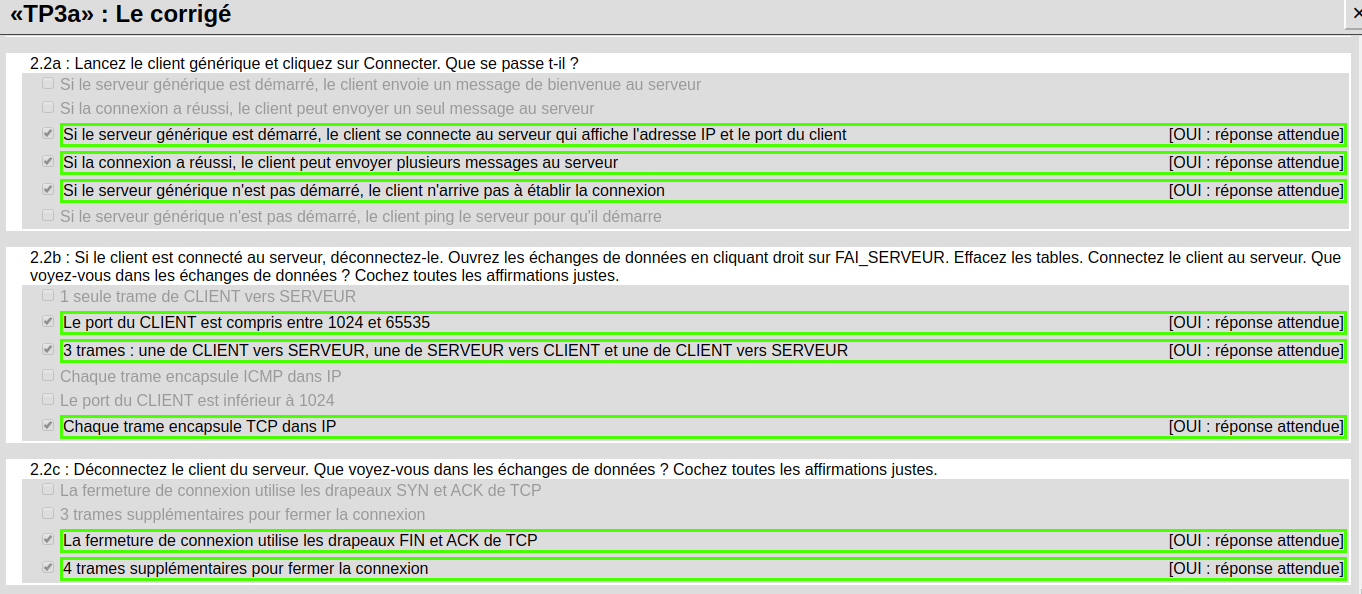 «TP3a» : Le corrigé
2.2a : Lancez le client générique et cliquez sur Connecter. Que se passe t-il ?
Si le serveur générique est démarré, le client envoie un message de bienvenue au serveur
Si la connexion a réussi, le client peut envoyer un seul message au serveur
Si le serveur générique est démarré, le client se connecte au serveur qui affiche l'adresse IP et le port du client [OUI : réponse attendue]
Si la connexion a réussi, le client peut envoyer plusieurs messages au serveur [OUI : réponse attendue]
Si le serveur générique n'est pas démarré, le client n'arrive pas à établir la connexion [OUI : réponse attendue]
Si le serveur générique n'est pas démarré, le client ping le serveur pour qu'il démarre
2.2b : Si le client est connecté au serveur, déconnectez-le. Ouvrez les échanges de données en cliquant droit sur FAI_SERVEUR. Effacez les tables. Connectez le client au serveur. Que
voyez-vous dans les échanges de données ? Cochez toutes les affirmations justes.
1 seule trame de CLIENT vers SERVEUR
Le port du CLIENT est compris entre 1024 et 65535 [OUI : réponse attendue]
3 trames : une de CLIENT vers SERVEUR, une de SERVEUR vers CLIENT et une de CLIENT vers SERVEUR [OUI : réponse attendue]
Chaque trame encapsule ICMP dans IP
Le port du CLIENT est inférieur à 1024
Chaque trame encapsule TCP dans IP [OUI : réponse attendue]
2.2c : Déconnectez le client du serveur. Que voyez-vous dans les échanges de données ? Cochez toutes les affirmations justes.
La fermeture de connexion utilise les drapeaux SYN et ACK de TCP
3 trames supplémentaires pour fermer la connexion
La fermeture de connexion utilise les drapeaux FIN et ACK de TCP [OUI : réponse attendue]
4 trames supplémentaires pour fermer la connexion [OUI : réponse attendue]